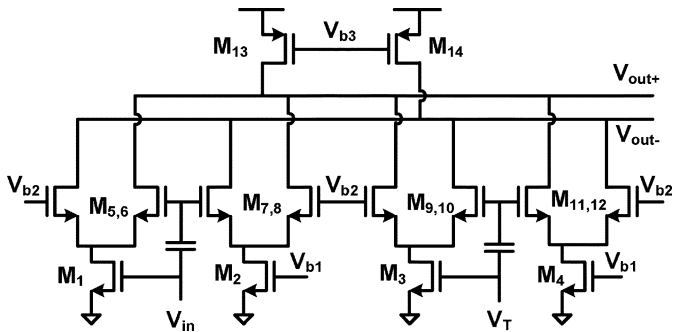 M13
Vb3
M14
Vout+
Vout-
Vb2
M5,6
M7,8
Vb2
M9,10
M11,12
Vb2
M1
M2
Vb1
M3
M4
Vb1
Vin
VT